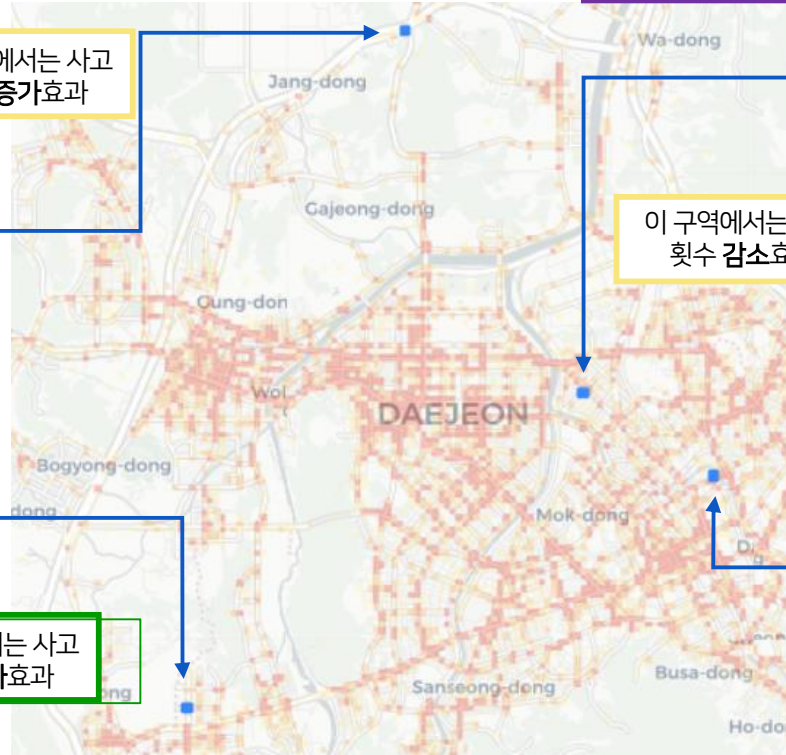 Wa-dong
에서는 사고
증가효과
Jang-dong
Gajeong-dong
이 구역에서는
횟수 감소효
Gung-don
Wol
DAEJEON
Bogyong-dong
dong
Mok-dong
D
는 사고
효과
ong
Sanseong-dong
Busa-dong
Ho-do